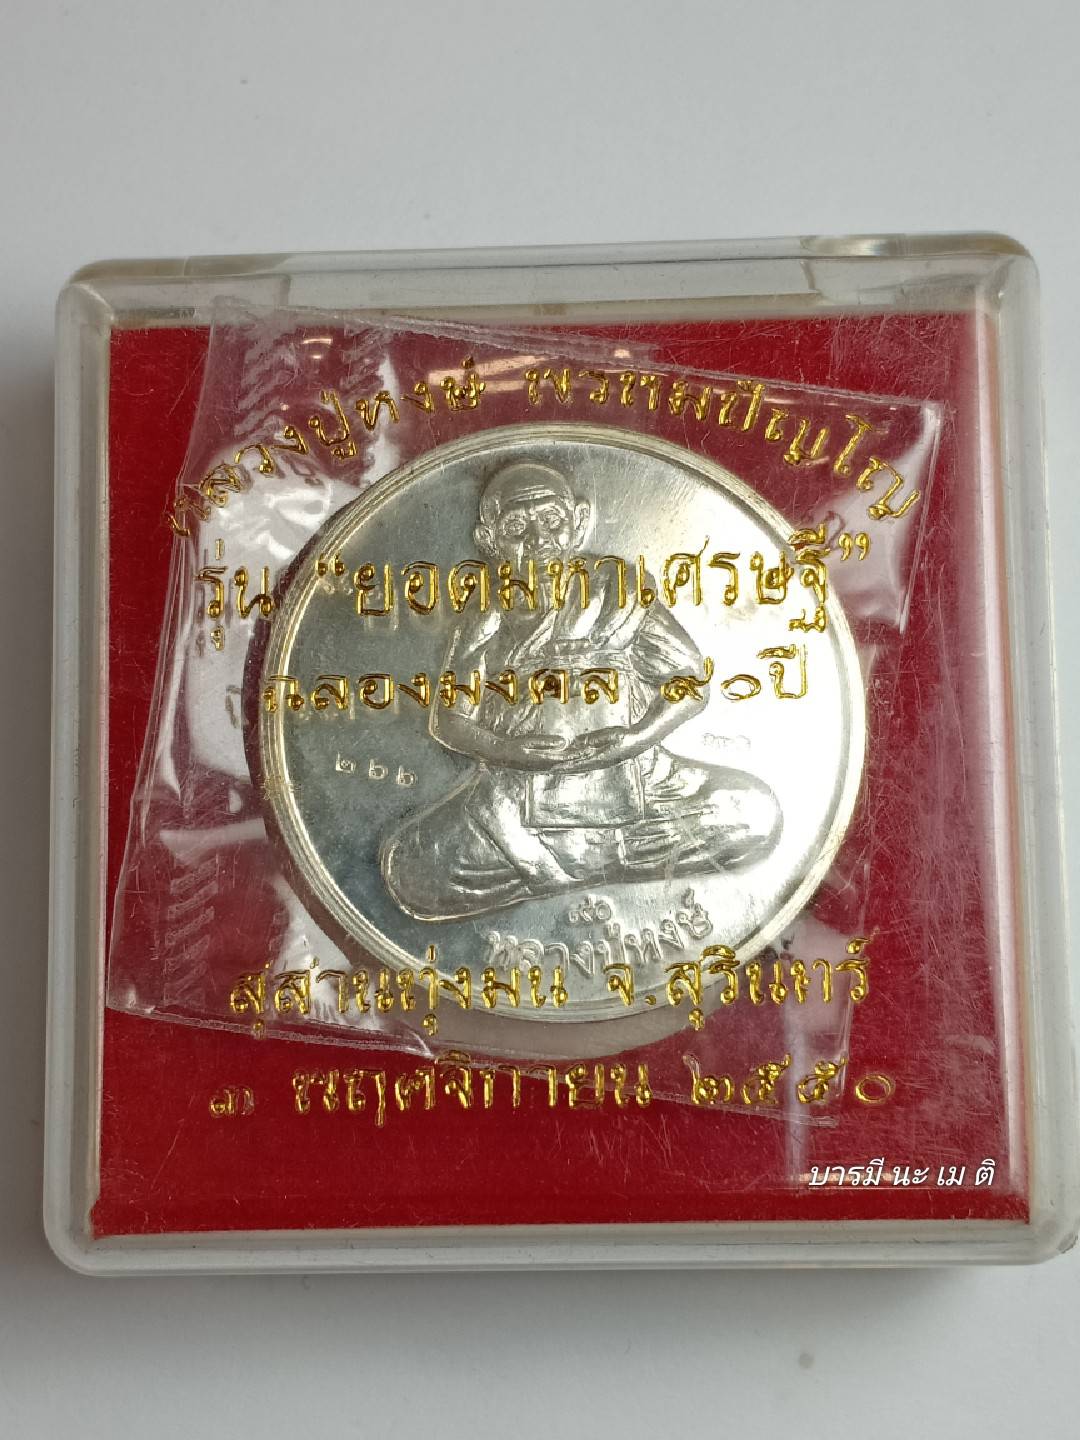 หลวงปู่หงษ์ พรหมปัญโญ
รุ่น “ยอดมหาเศรษฐี”
ฉลองมงคล ๙๐ปี
๒๖๖
๙๐
หลวงปู่หงษ์
สุสานทุ่งมน จ.สุรินทร์
๓ พฤศจิกายน ๒๕๕๐
บารมี นะ เม ติ